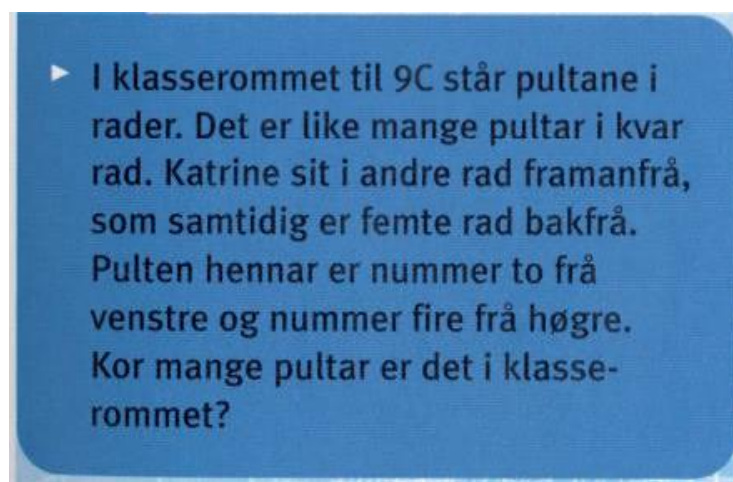 I klasserommet til 9C står pultane i
rader. Det er like mange pultar i kvar
rad. Katrine sit i andre rad framanfrå,
som samtidig er femte rad bakfrå.
Pulten hennar er nummer to frå
venstre og nummer fire frå høgre.
Kor mange pultar er det i klasse-
rommet?